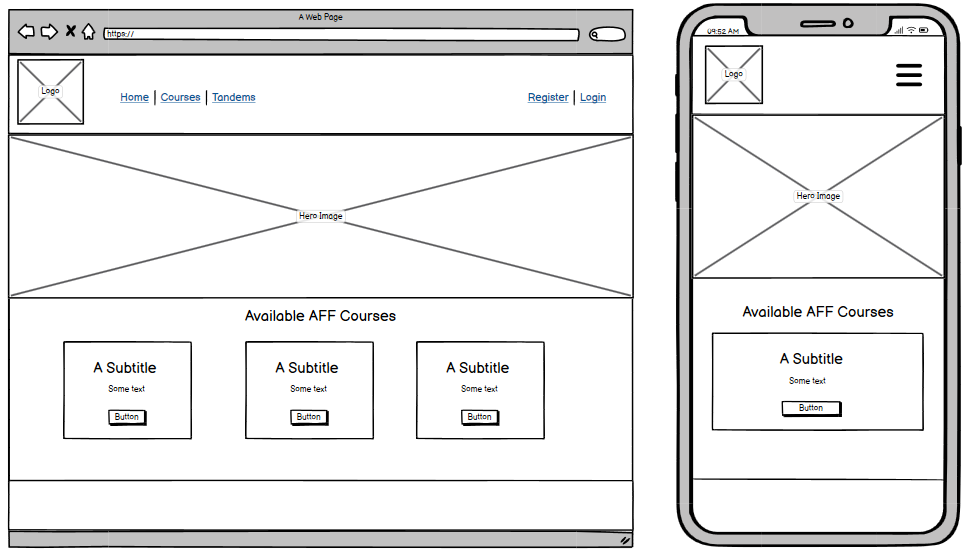 A Web Page
https://
Logo
Home | Courses | Tandems
Register | Login
Hero Image
Available AFF Courses
A Subtitle
Some text
Button
A Subtitle
Some text
Button
A Subtitle
Some text
Button
09:52 AM
Logo
Hero Image
Available AFF Courses
A Subtitle
Some text
Button